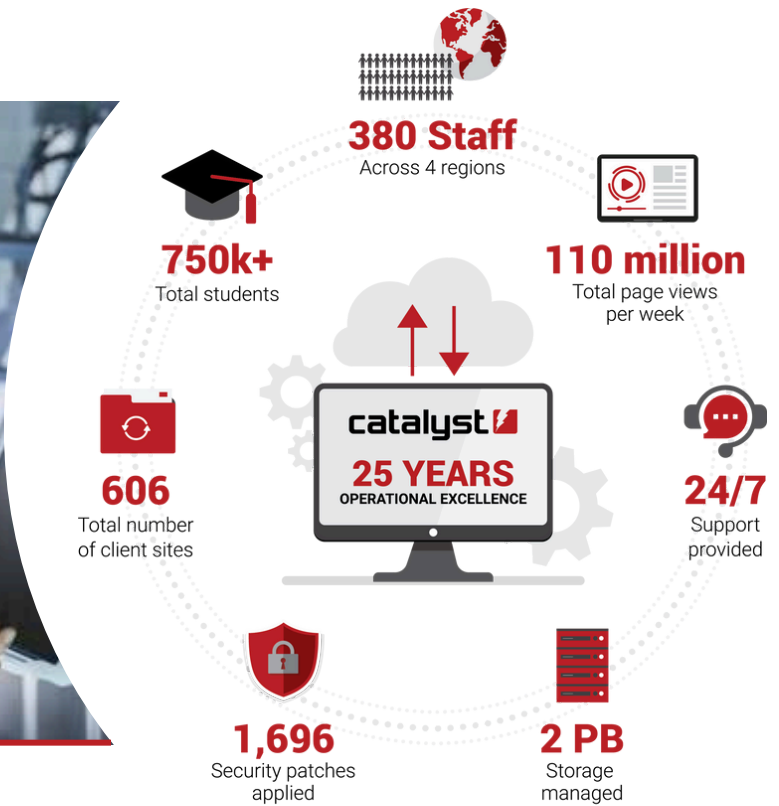 380 Staff
Across 4 regions
750k+
Total students
110 million
Total page views
per week
catalyst
25 YEARS
OPERATIONAL EXCELLENCE
606
Total number
of client sites
24/7
Support
provided
1,696
Security patches
applied
2 PB
Storage
managed